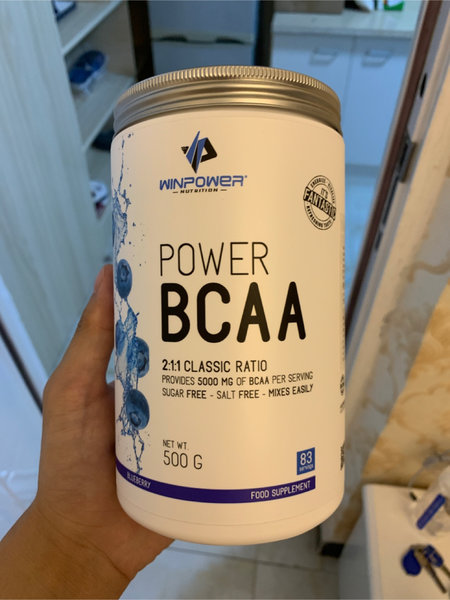 WINPOWER®
NUTRITION
FANTASTIC
POWER
BCAA
2:1:1 CLASSIC RATIO
PROVIDES 5000 MG OF BCAA PER SERVING
SUGAR FREE - SALT FREE - MIXES EASILY
NET WT.
500 G
83
servings
BLUEBERRY
FOOD SUPPLEMENT